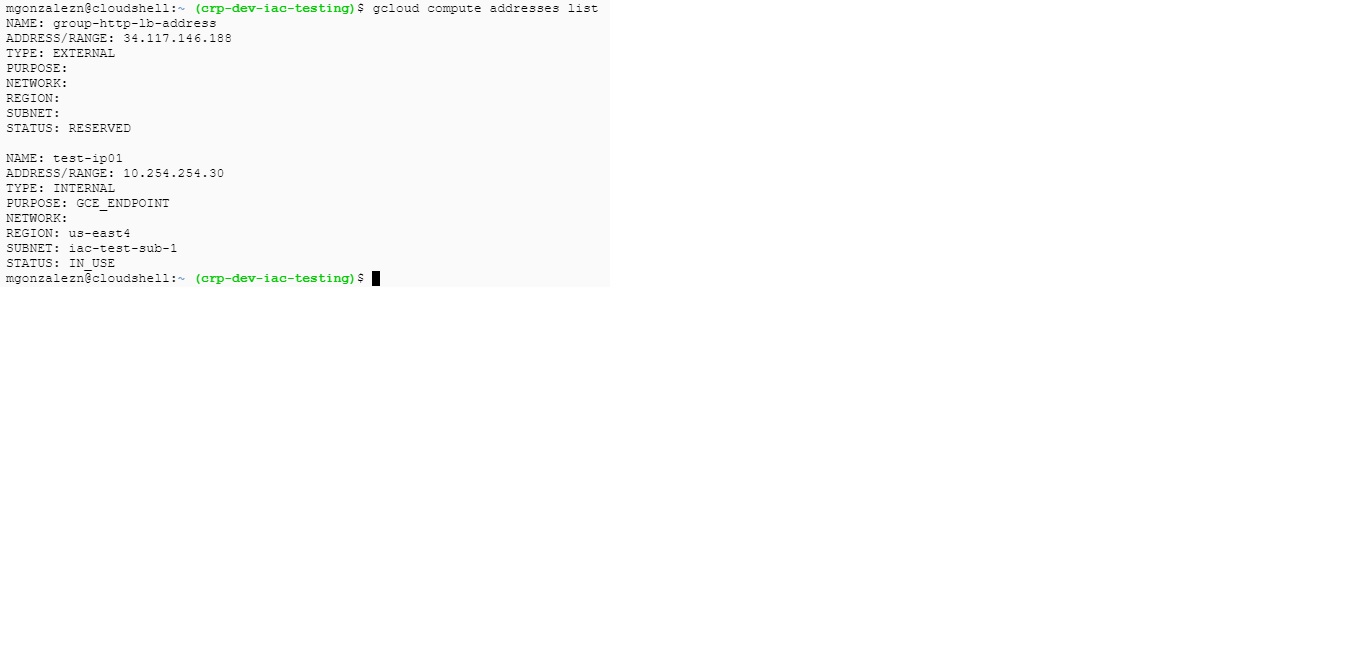 mgonzalezn@cloudshell:~ (crp-dev-iac-testing)$ gcloud compute addresses list
NAME: group-http-lb-address
ADDRESS/RANGE: 34.117.146.188
TYPE: EXTERNAL
PURPOSE:
NETWORK:
REGION:
SUBNET:
STATUS: RESERVED

NAME: test-ip01
ADDRESS/RANGE: 10.254.254.30
TYPE: INTERNAL
PURPOSE: GCE_ENDPOINT
NETWORK:
REGION: us-east4
SUBNET: iac-test-sub-1
STATUS: IN_USE
mgonzalezn@cloudshell:~ (crp-dev-iac-testing)$